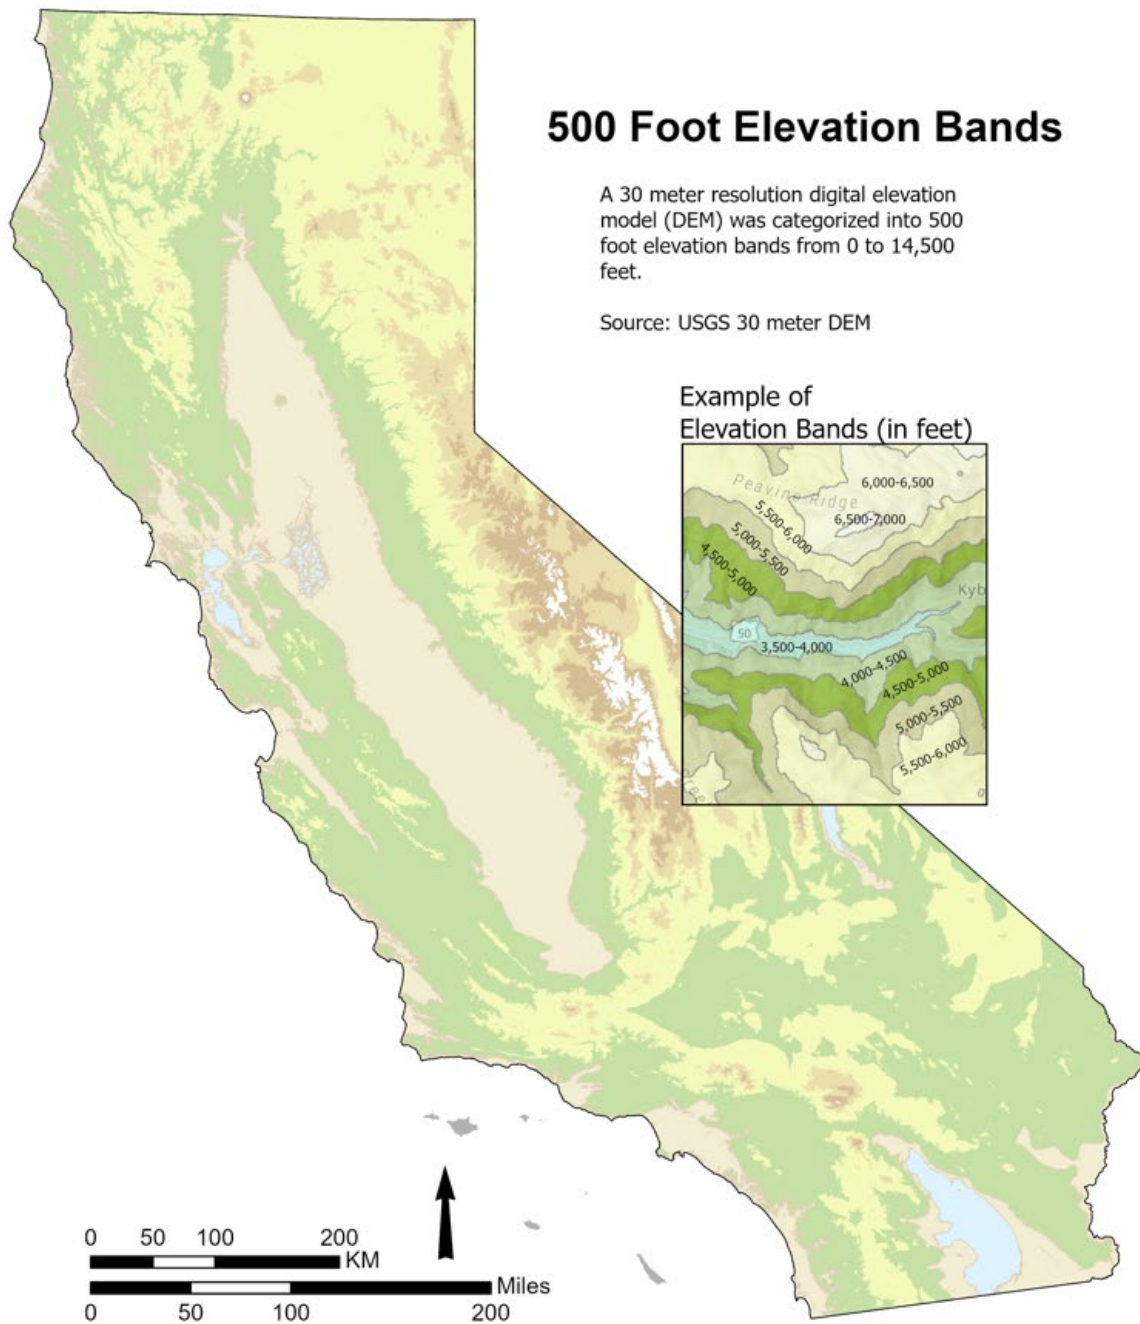 500 Foot Elevation Bands
A 30 meter resolution digital elevation
model (DEM) was categorized into 500
foot elevation bands from 0 to 14,500
feet.
Source: USGS 30 meter DEM
Example of
Elevation Bands (in feet)
Peavine Ridge
6,000-6,500
6,500-7,000
5,500-6,000
5,000-5,500
4,500-5,000
Kyb
50
3,500-4,000
4,000-4,500
4,500-5,000
5,000-5,500
5,500-6,000
0 50 100 200
KM
Miles
0 50 100 200